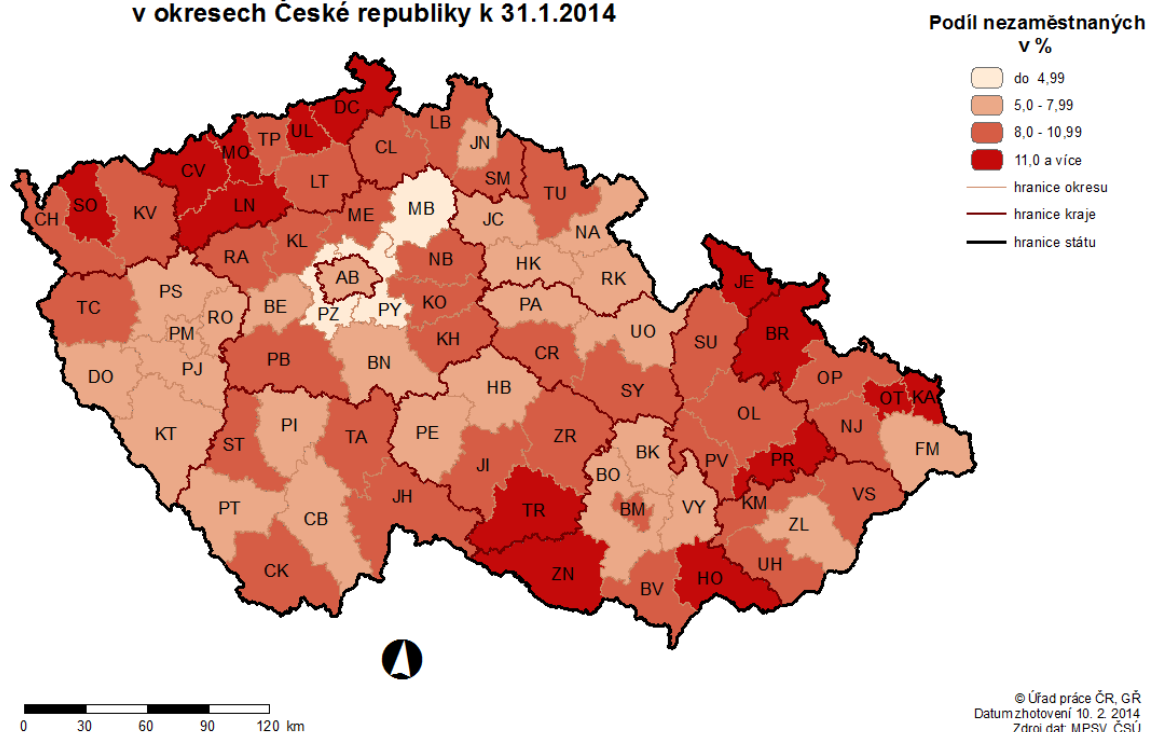 v okresech České republiky k 31.1.2014
Podíl nezaměstnaných
v %
do 4,99
5,0 - 7,99
8,0 - 10,99
11,0 a více
hranice okresu
hranice kraje
hranice státu
DC
LB
UL
TP
JN
MO
CL
CV
SM
LT
TU
SO
LN
MB
KV
ME
CH
JC
NA
KL
RA
NB
HK
AB
RK
JE
PS
KO
TC
BE
PA
PZ
PY
RO
PM
UO
BR
KH
SU
CR
PB
BN
PJ
DO
OP
HB
SY
OT
KA
OL
PI
NJ
KT
PE
TA
ZR
ST
FM
BK
PR
PV
JI
BO
VS
JH
KM
PT
VY
TR
BM
CB
ZL
UH
CK
ZN
HO
BV
0 30 60 90 120 km
© Úřad práce ČR, GŘ
Datum zhotovení 10. 2. 2014
Zdroj dat: MPSV, ČSÚ